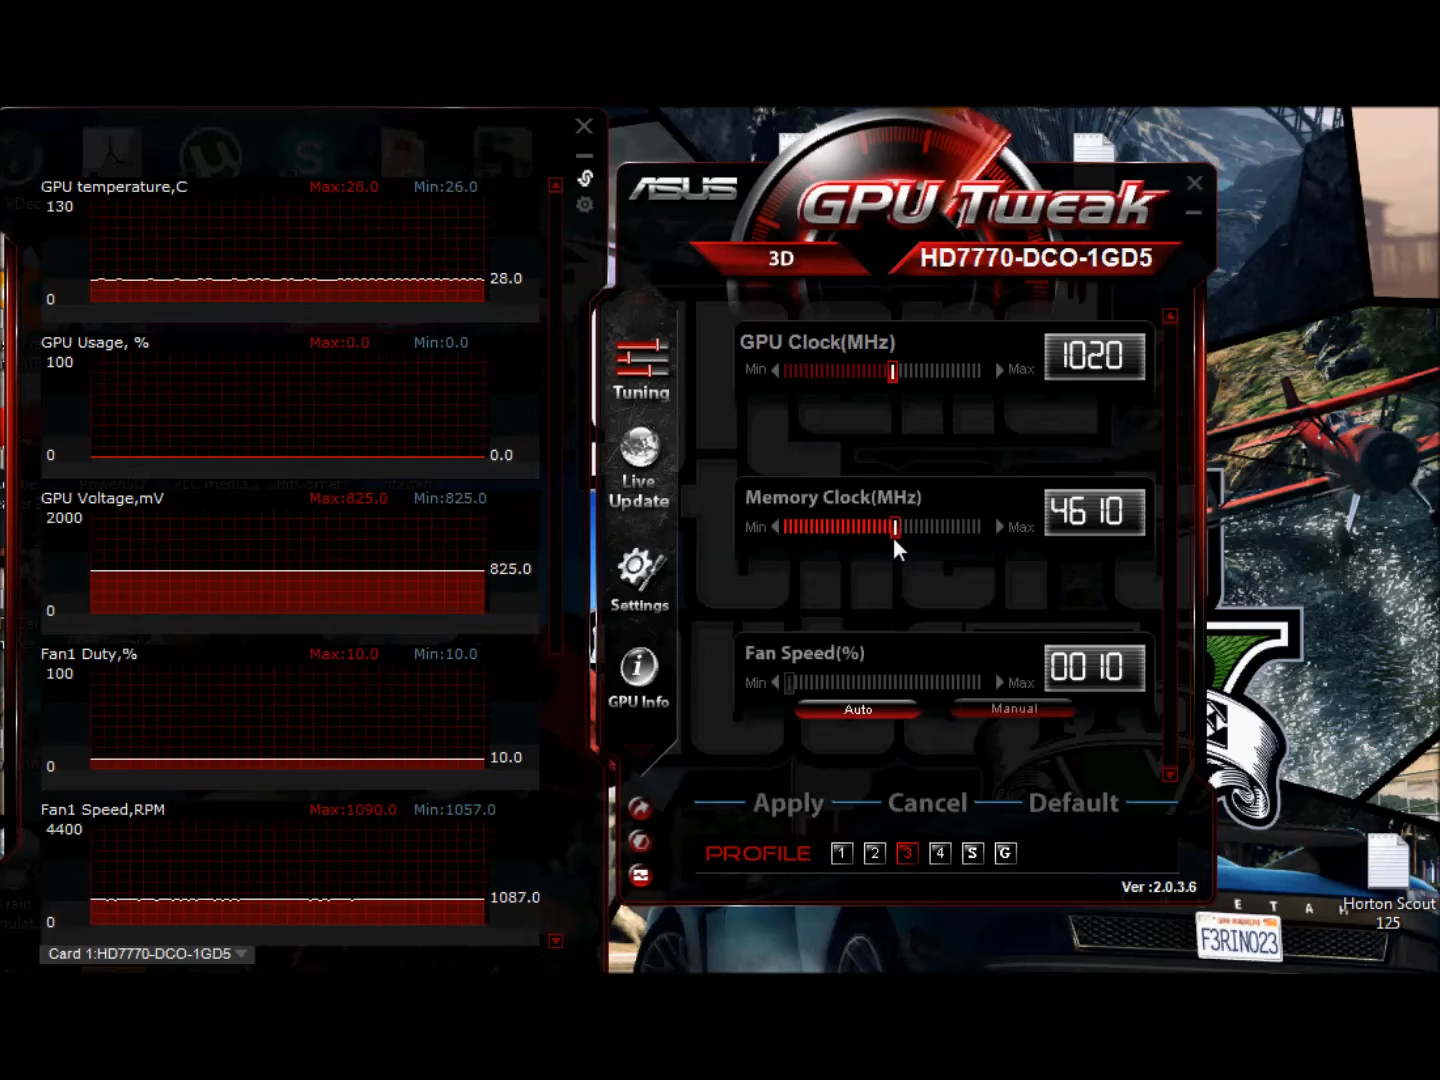 GPU temperature,C Max:28.0 Min:26.0
130
28.0
0
GPU Usage, % Max:0.0 Min:0.0
100
0 0.0
GPU Voltage,mV Max:825.0 Min:825.0
2000
825.0
0
Fan1 Duty,% Max:10.0 Min:10.0
100
10.0
0
Fan1 Speed,RPM Max:1090.0 Min:1057.0
4400
1087.0
0
Card 1:HD7770-DCO-1GD5
ASUS GPU Tweak
3D HD7770-DCO-1GD5
Tuning
Live
Update
Settings
GPU Info
GPU Clock(MHz) 1020
Min Max
Memory Clock(MHz) 4610
Min Max
Fan Speed(%) 0010
Min Max
Auto Manual
Apply Cancel Default
PROFILE 1 2 3 4 S G
Ver :2.0.3.6
Horton Scout
125
F3RINO23